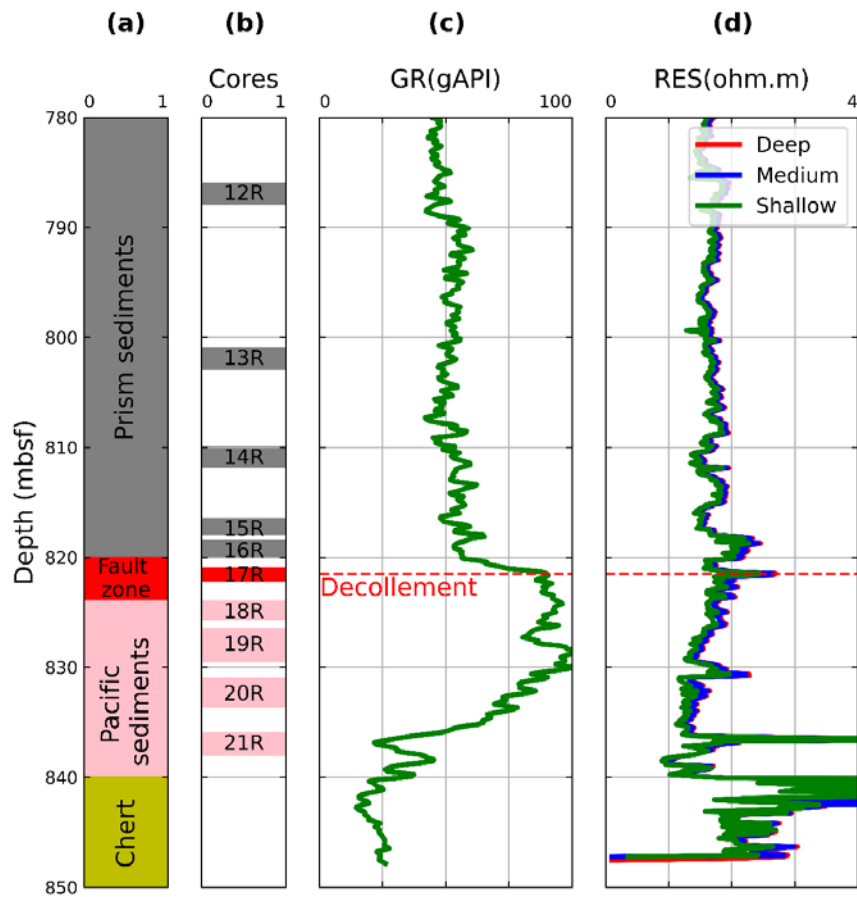 (a)
(b)
(c)
(d)
Cores
GR(gAPI)
RES(ohm.m)
0 1
0 1
0 100
0 4
Depth (mbsf)
780
790
800
810
820
830
840
850
Prism sediments
Fault
zone
Pacific
sediments
Chert
12R
13R
14R
15R
16R
17R
18R
19R
20R
21R
Decollement
Deep
Medium
Shallow